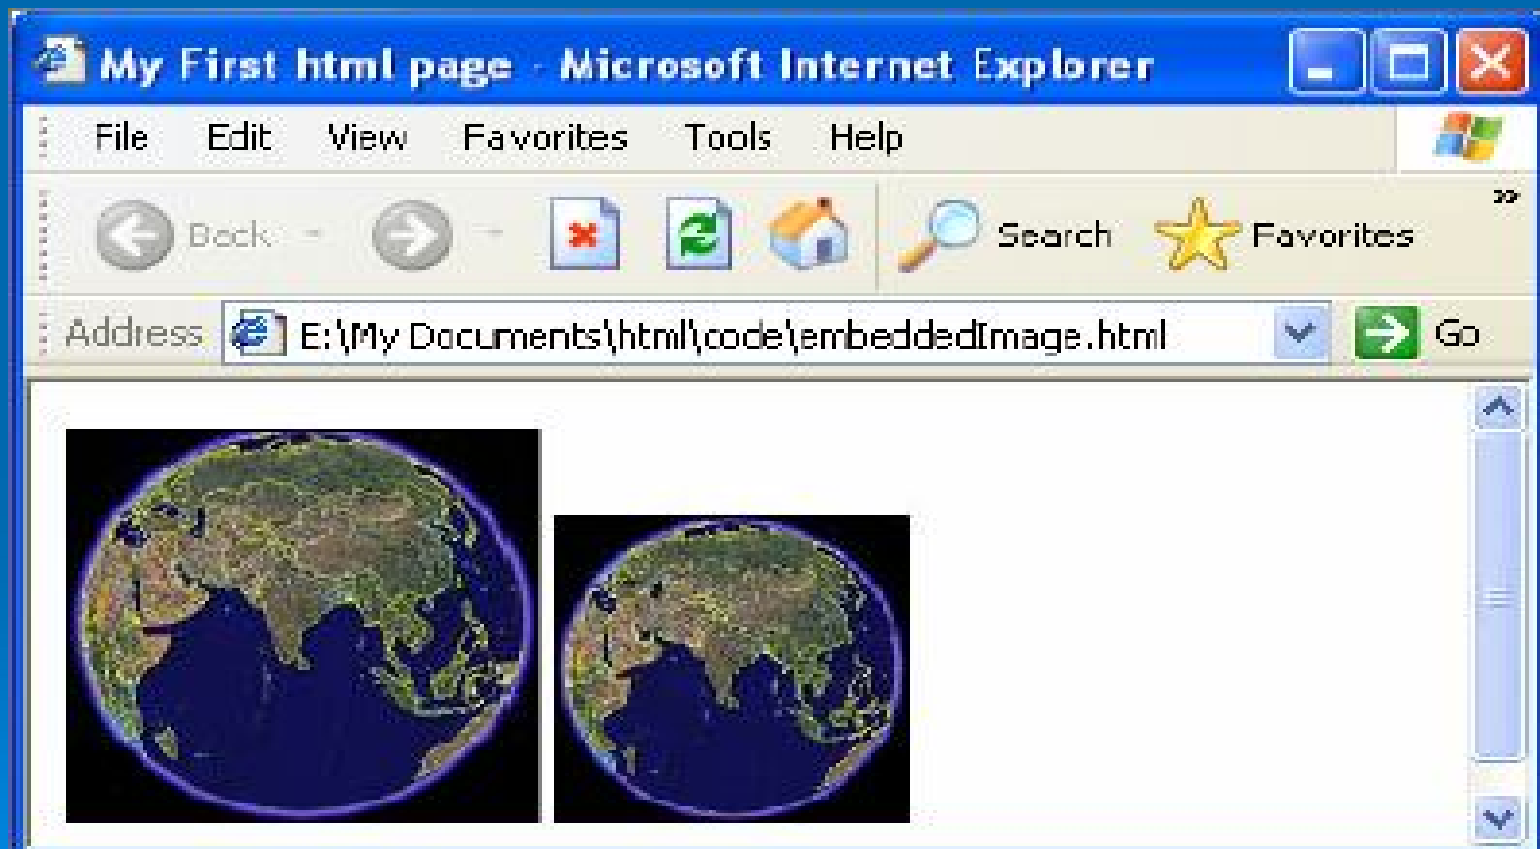 My First html page - Microsoft Internet Explorer
File Edit View Favorites Tools Help
Back Search Favorites »
Address E:\My Documents\html\code\embeddedImage.html Go